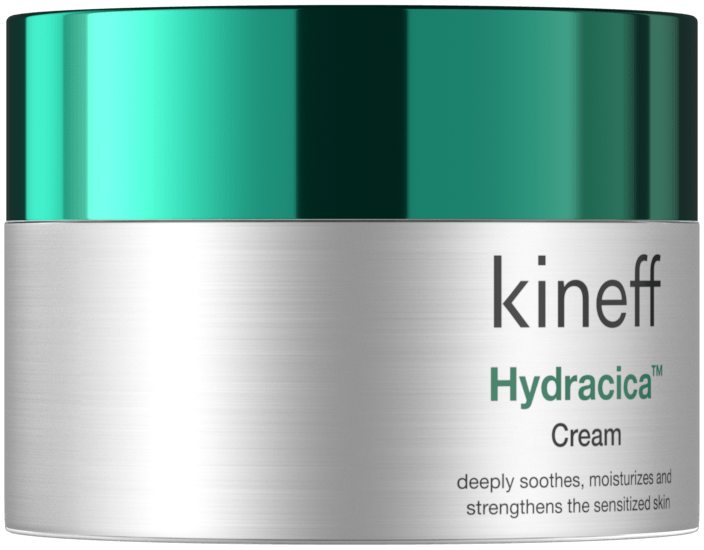 kineff
Hydracica™
Cream
deeply soothes, moisturizes and
strengthens the sensitized skin